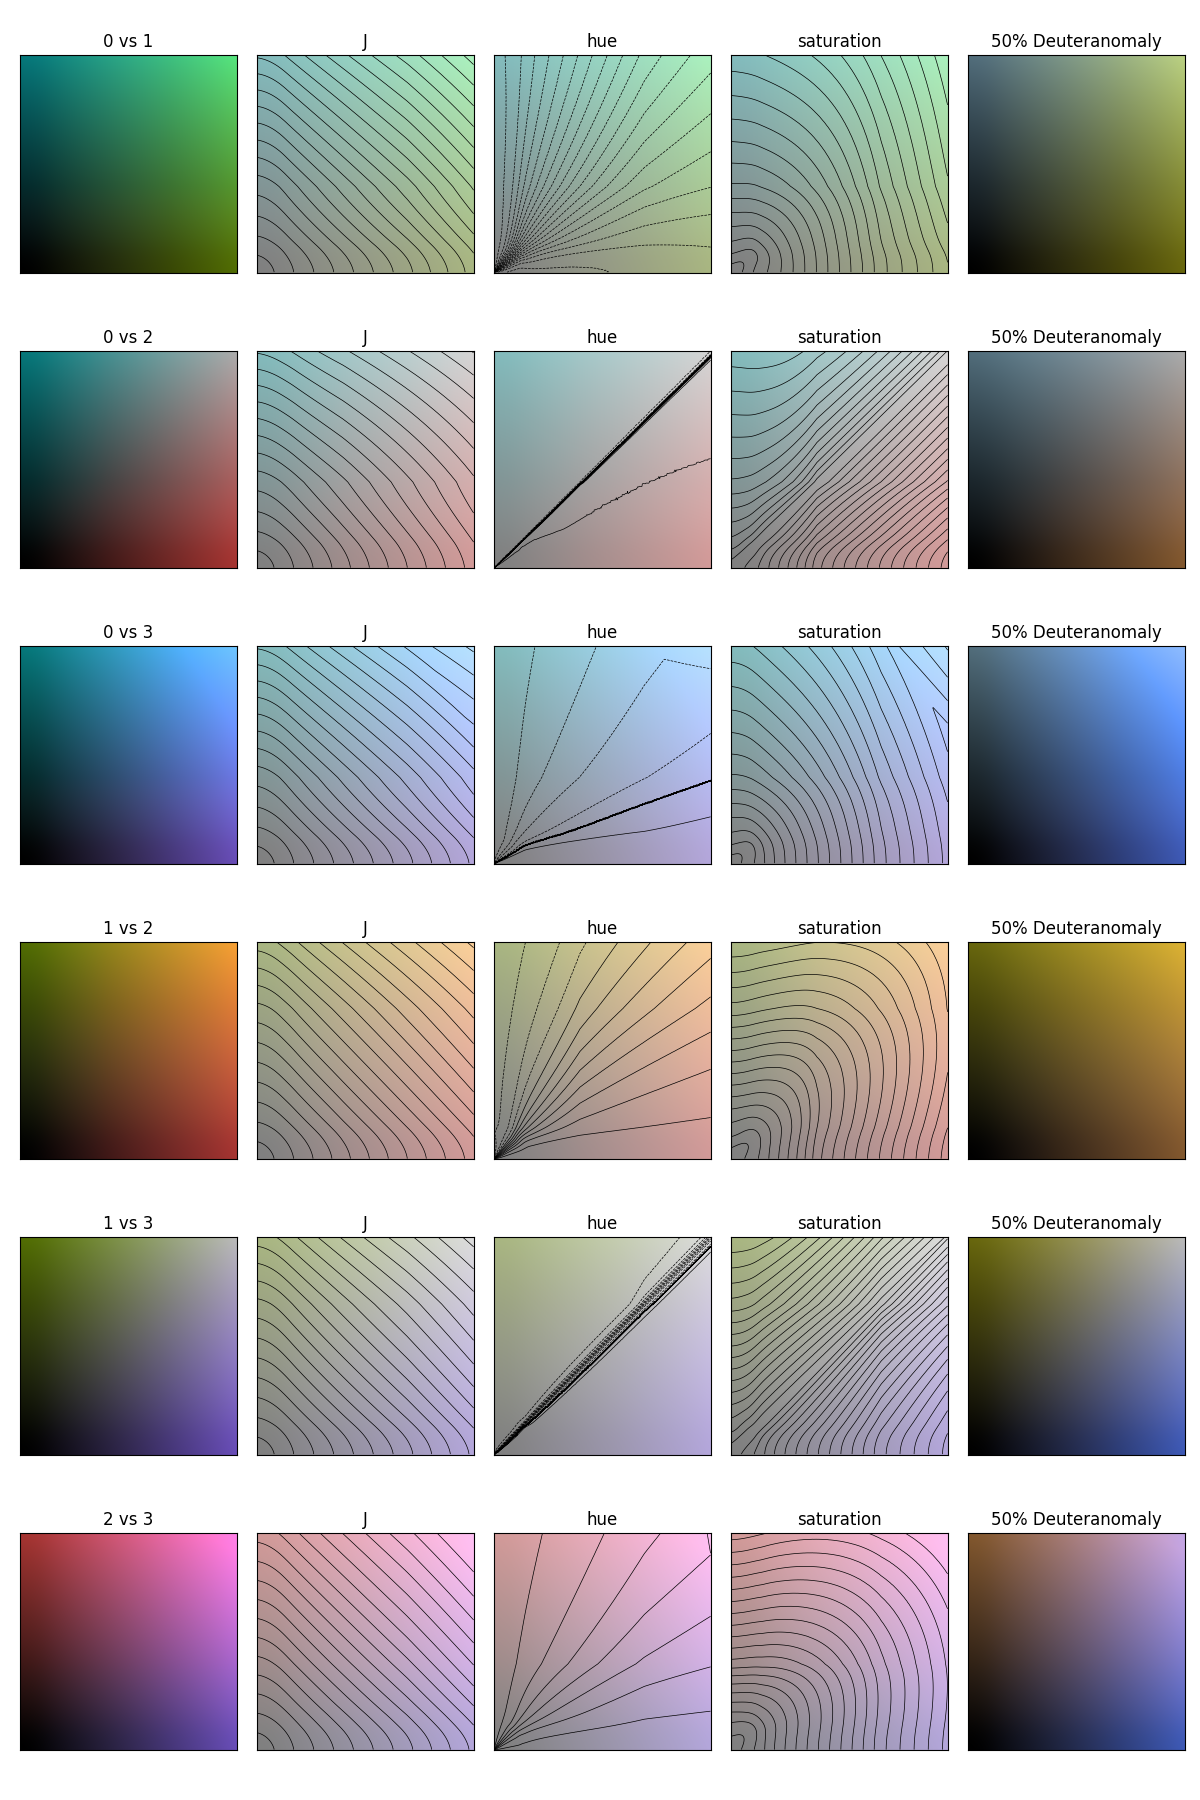 0 vs 1 J hue saturation 50% Deuteranomaly
0 vs 2 J hue saturation 50% Deuteranomaly
0 vs 3 J hue saturation 50% Deuteranomaly
1 vs 2 J hue saturation 50% Deuteranomaly
1 vs 3 J hue saturation 50% Deuteranomaly
2 vs 3 J hue saturation 50% Deuteranomaly